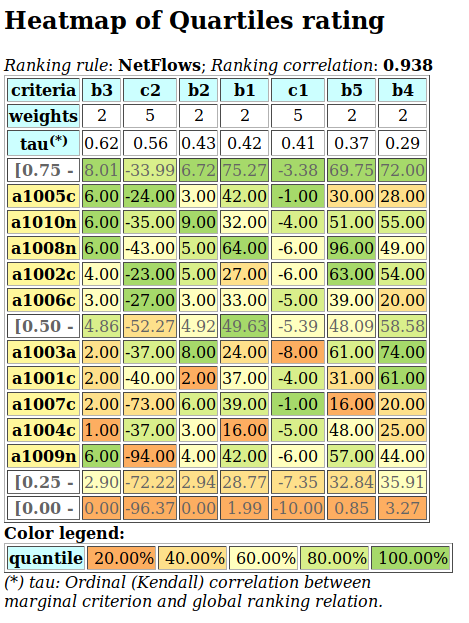 Heatmap of Quartiles rating
Ranking rule: NetFlows; Ranking correlation: 0.938
criteria b3 c2 b2 b1 c1 b5 b4
weights 2 5 2 2 5 2 2
tau(*) 0.62 0.56 0.43 0.42 0.41 0.37 0.29
[0.75 - 8.01 -33.99 6.72 75.27 -3.38 69.75 72.00
a1005c 6.00 -24.00 3.00 42.00 -1.00 30.00 28.00
a1010n 6.00 -35.00 9.00 32.00 -4.00 51.00 55.00
a1008n 6.00 -43.00 5.00 64.00 -6.00 96.00 49.00
a1002c 4.00 -23.00 5.00 27.00 -6.00 63.00 54.00
a1006c 3.00 -27.00 3.00 33.00 -5.00 39.00 20.00
[0.50 - 4.86 -52.27 4.92 49.63 -5.39 48.09 58.58
a1003a 2.00 -37.00 8.00 24.00 -8.00 61.00 74.00
a1001c 2.00 -40.00 2.00 37.00 -4.00 31.00 61.00
a1007c 2.00 -73.00 6.00 39.00 -1.00 16.00 20.00
a1004c 1.00 -37.00 3.00 16.00 -5.00 48.00 25.00
a1009n 6.00 -94.00 4.00 42.00 -6.00 57.00 44.00
[0.25 - 2.90 -72.22 2.94 28.77 -7.35 32.84 35.91
[0.00 - 0.00 -96.37 0.00 1.99 -10.00 0.85 3.27
Color legend:
quantile 20.00% 40.00% 60.00% 80.00% 100.00%
(*) tau: Ordinal (Kendall) correlation between
marginal criterion and global ranking relation.